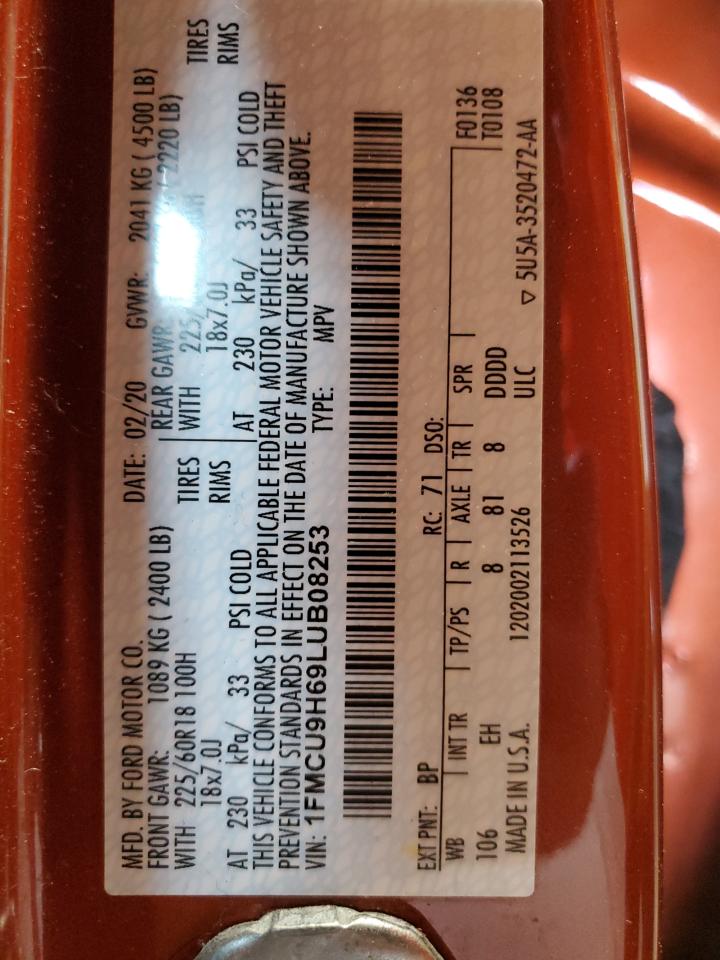 MFD. BY FORD MOTOR CO. DATE: 02/20 GVWR: 2041 KG ( 4500 LB)
FRONT GAWR: 1089 KG ( 2400 LB) REAR GAWR: 2220 LB)
WITH 225/60R18 100H TIRES WITH 225/ TIRES
18x7.0J RIMS 18x7.0J RIMS
AT 230 kPa/ 33 PSI COLD AT 230 kPa/ 33 PSI COLD
THIS VEHICLE CONFORMS TO ALL APPLICABLE FEDERAL MOTOR VEHICLE SAFETY AND THEFT
PREVENTION STANDARDS IN EFFECT ON THE DATE OF MANUFACTURE SHOWN ABOVE.
VIN: 1FMCU9H69LUB08253 TYPE: MPV
EXT PNT: BP RC: 71 DSO: F0136
WB INT TR TP/PS R AXLE TR SPR T0108
106 EH 8 81 8 DDDD
MADE IN U.S.A. 1202002113526 ULC ▽ 5U5A-3520472-AA